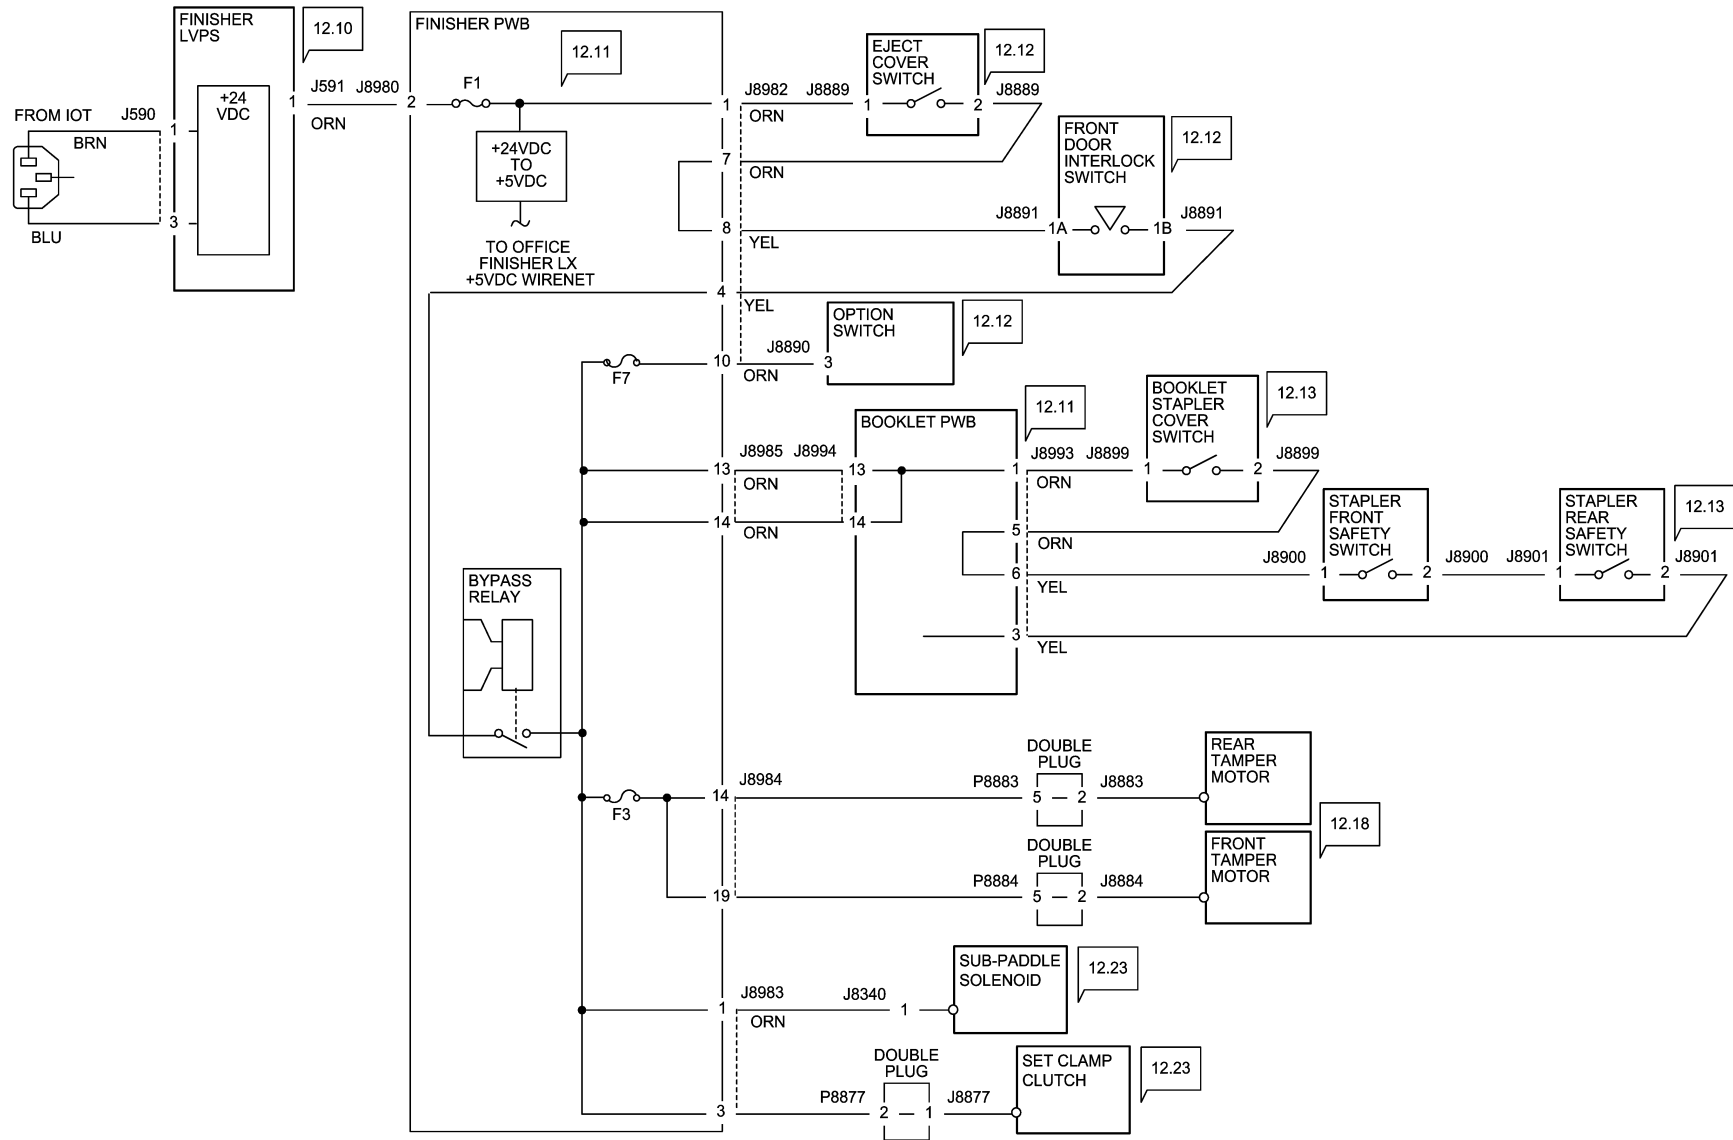 FINISHER
LVPS
12.10
+24
VDC
FROM IOT
J590
BRN
BLU
1
3
1
J591
J8980
ORN
FINISHER PWB
12.11
2
F1
+24VDC
TO
+5VDC
TO OFFICE
FINISHER LX
+5VDC WIRENET
1
J8982
J8889
ORN
EJECT
COVER
SWITCH
12.12
1
2
J8889
7
ORN
FRONT
DOOR
INTERLOCK
SWITCH
12.12
8
YEL
J8891
1A
1B
J8891
4
YEL
OPTION
SWITCH
12.12
F7
10
ORN
J8890
3
BOOKLET PWB
12.11
BOOKLET
STAPLER
COVER
SWITCH
12.13
13
J8985
J8994
13
ORN
14
ORN
14
1
J8993
J8899
ORN
1
2
J8899
5
ORN
6
YEL
STAPLER
FRONT
SAFETY
SWITCH
J8900
1
2
J8900
STAPLER
REAR
SAFETY
SWITCH
12.13
J8901
1
2
J8901
3
YEL
BYPASS
RELAY
F3
14
J8984
DOUBLE
PLUG
P8883
5
2
J8883
REAR
TAMPER
MOTOR
12.18
19
DOUBLE
PLUG
P8884
5
2
J8884
FRONT
TAMPER
MOTOR
1
J8983
ORN
J8340
1
SUB-PADDLE
SOLENOID
12.23
3
DOUBLE
PLUG
P8877
2
1
J8877
SET CLAMP
CLUTCH
12.23